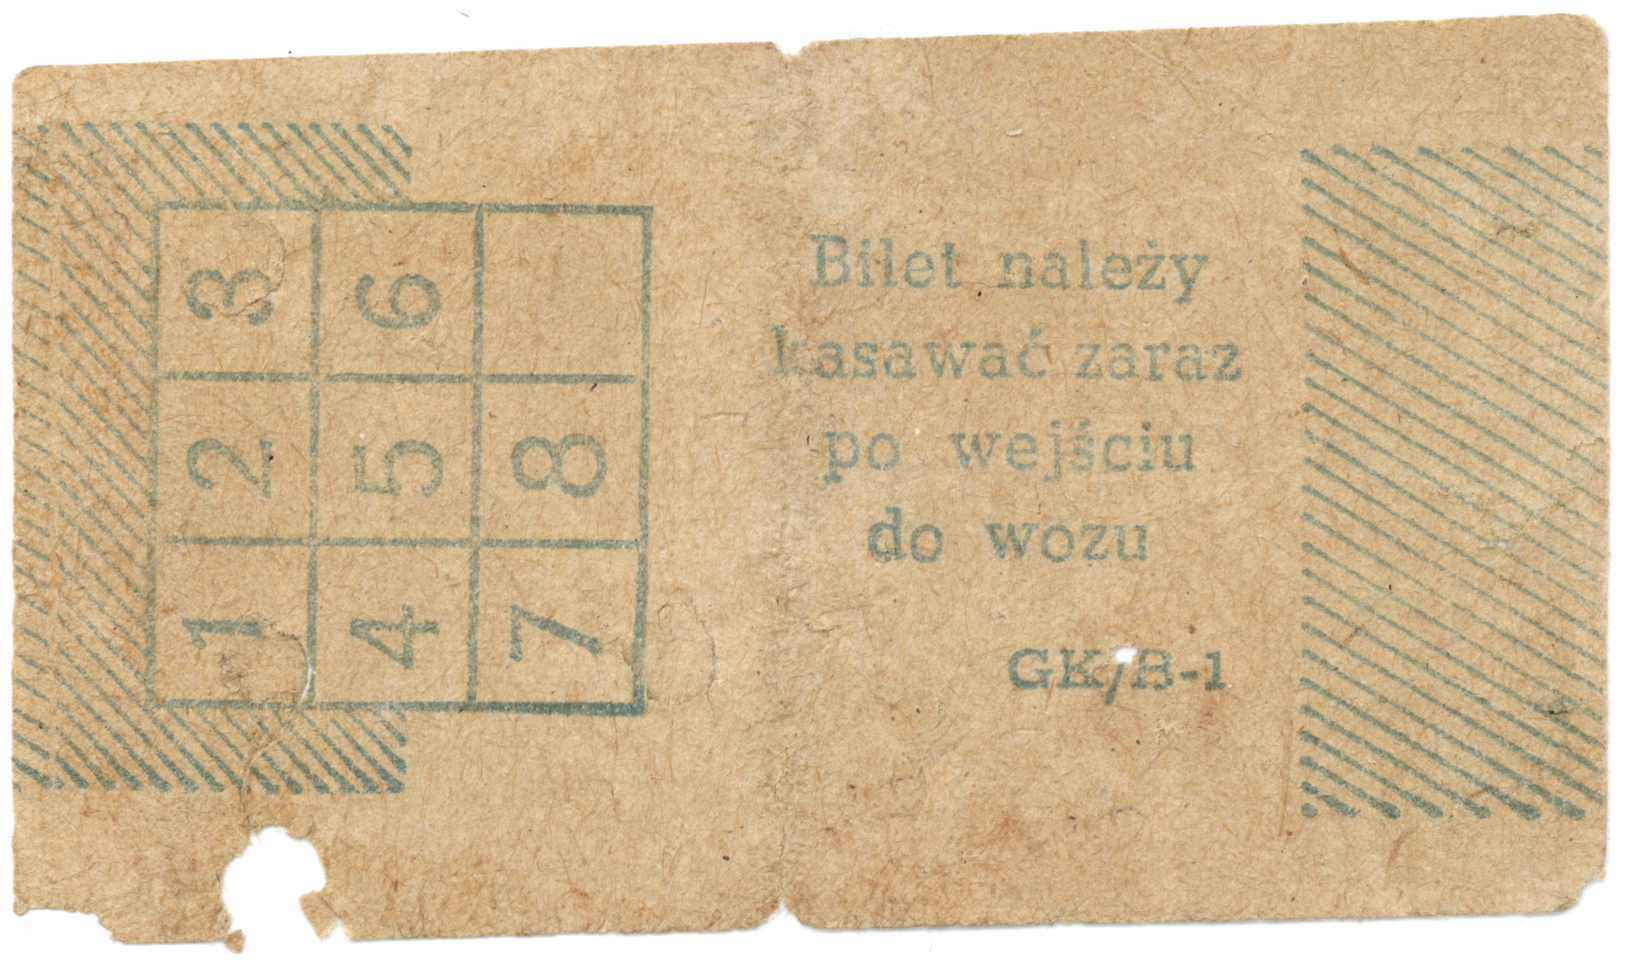 3 6
2 5 8
1 4 7
Bilet należy
kasawać zaraz
po wejściu
do wozu
GK/B-1